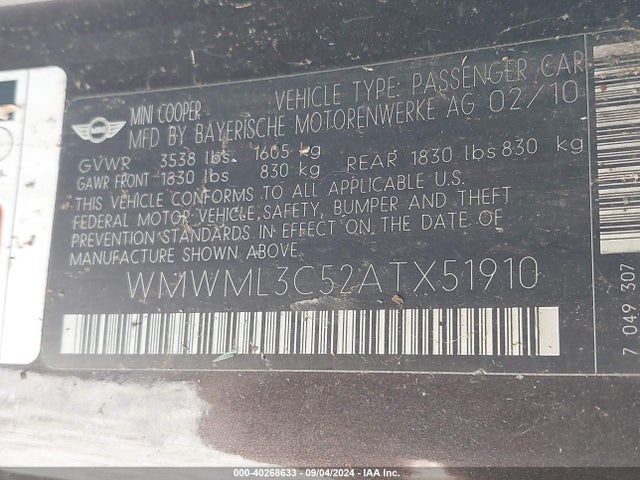 MINI COOPER VEHICLE TYPE: PASSENGER CAR
MFD BY BAYERISCHE MOTORENWERKE AG 02/10
MINI
GVWR 3538 lbs 1605 kg
GAWR FRONT 1830 lbs 830 kg REAR 1830 lbs 830 kg
THIS VEHICLE CONFORMS TO ALL APPLICABLE U.S.
FEDERAL MOTOR VEHICLE, SAFETY, BUMPER AND THEFT
PREVENTION STANDARDS IN EFFECT ON THE DATE OF
MANUFACTURE SHOWN ABOVE.
WMWML3C52ATX51910
7 049 307
000-40268633 - 09/04/2024 - IAA Inc.